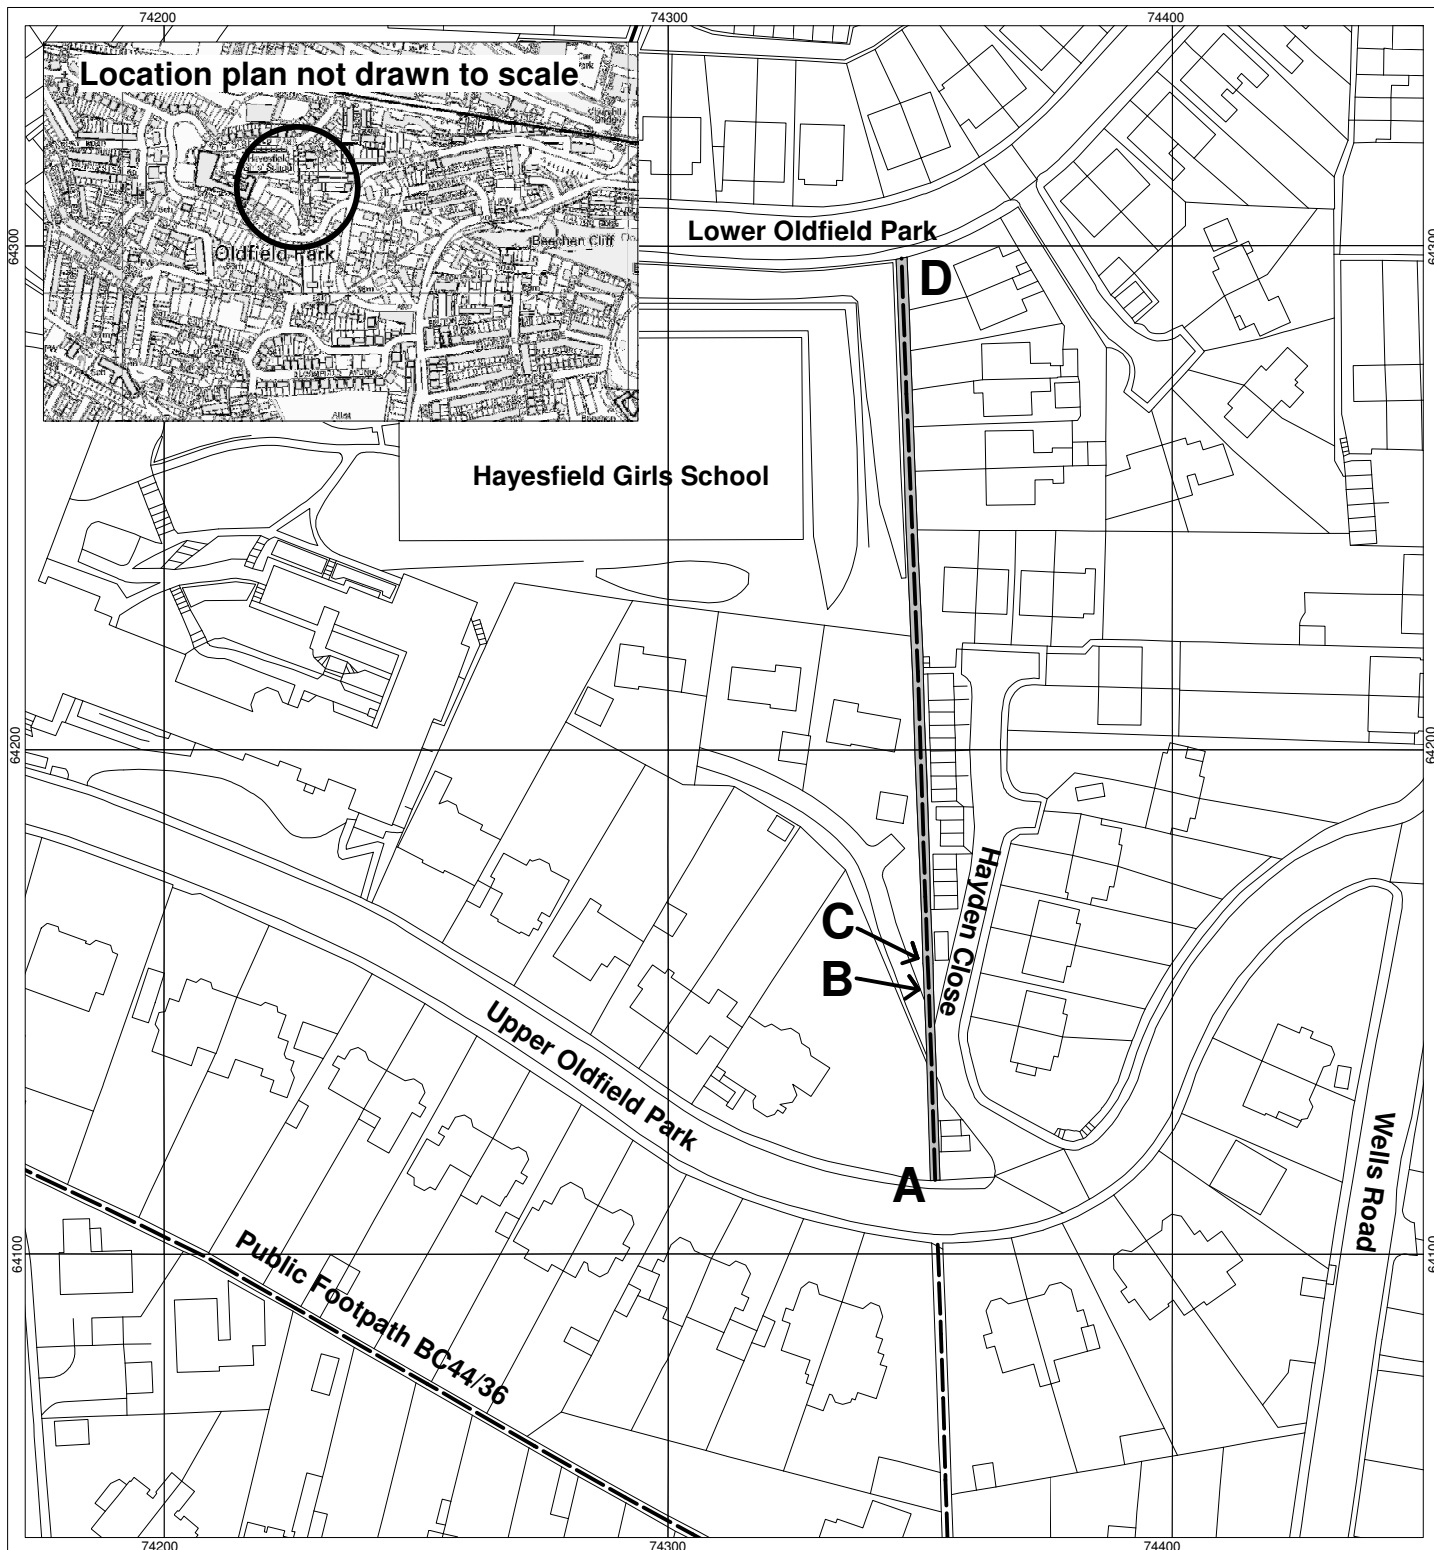 74200
74300
74400
Location plan not drawn to scale
Oldfield Park
Beechen Cliff
Lower Oldfield Park
D
64300
64300
Hayesfield Girls School
64200
64200
Hayden Close
C
B
Upper Oldfield Park
A
Wells Road
64100
64100
Public Footpath BC44/36
74200
74300
74400